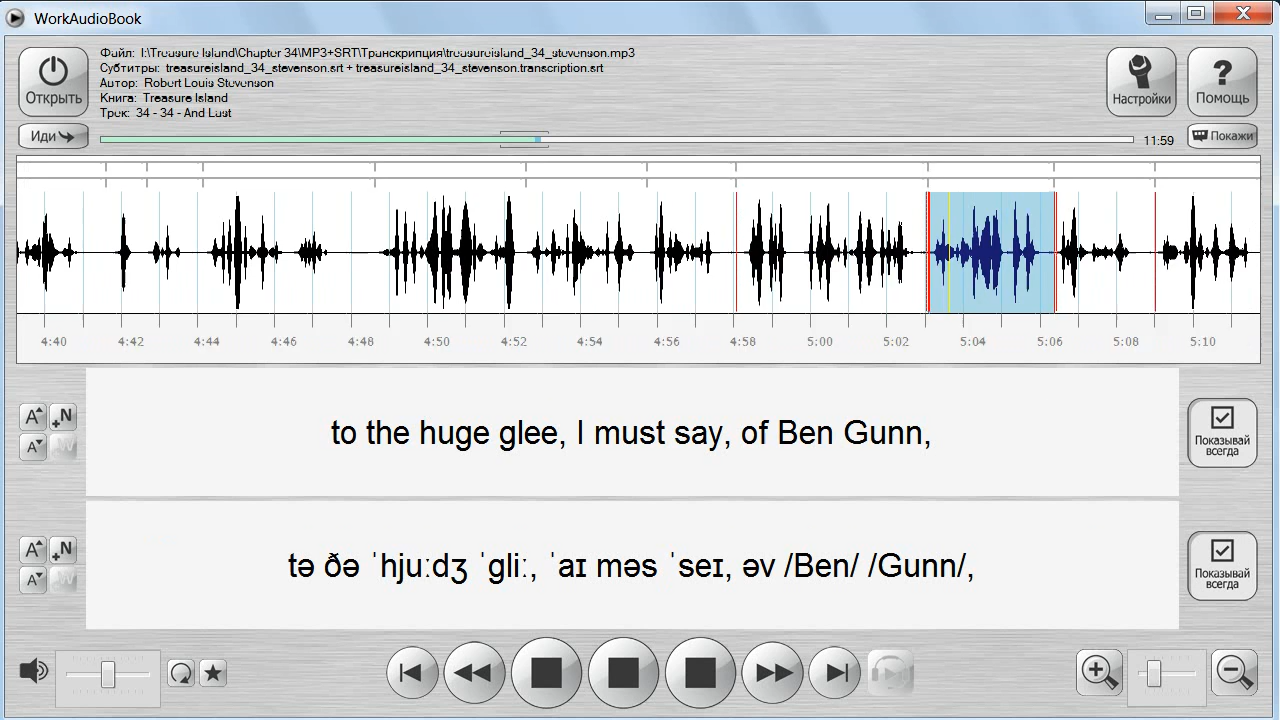 WorkAudioBook
Открыть
Файл: I:\Treasure Island\Chapter 34\MP3+SRT\Транскрипция\treasureisland_34_stevenson.mp3
Субтитры: treasureisland_34_stevenson.srt + treasureisland_34_stevenson.transcription.srt
Автор: Robert Louis Stevenson
Книга: Treasure Island
Трек: 34 - 34 - And Last
Настройки
Помощь
Иди
11:59
Покажи
4:40 4:42 4:44 4:46 4:48 4:50 4:52 4:54 4:56 4:58 5:00 5:02 5:04 5:06 5:08 5:10
A N
A W
to the huge glee, I must say, of Ben Gunn,
Показывай
всегда
A N
A W
tə ðə ˈhjuːdʒ ˈɡliː, ˈaɪ məs ˈseɪ, əv /Ben/ /Gunn/,
Показывай
всегда